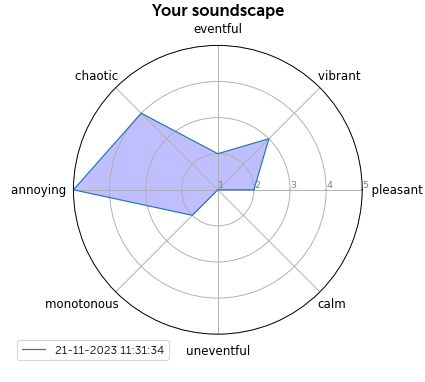 Your soundscape
eventful
chaotic
vibrant
annoying
1 2 3 4 5
pleasant
monotonous
calm
21-11-2023 11:31:34
uneventful